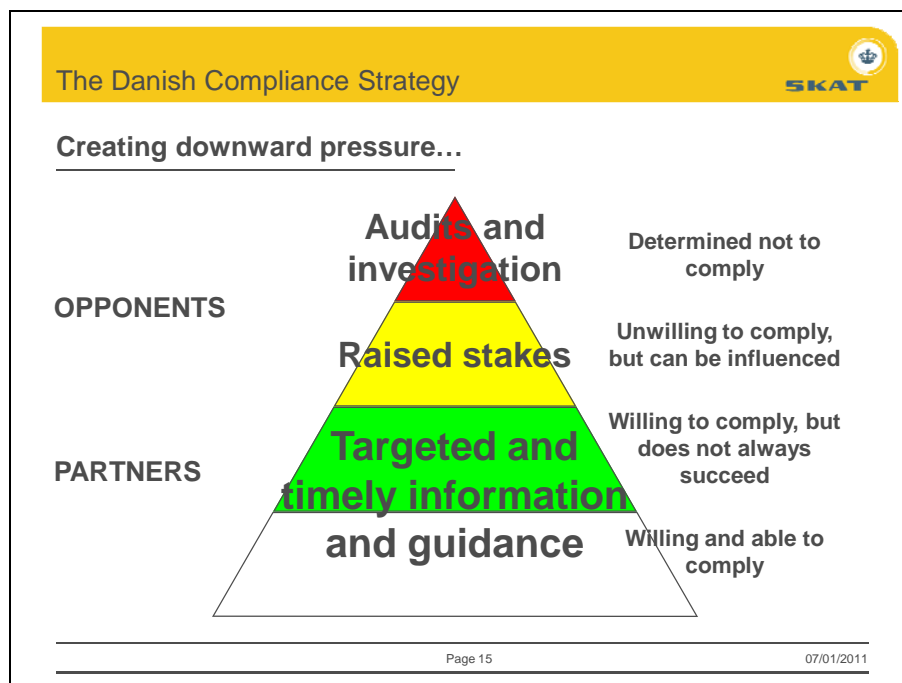 The Danish Compliance Strategy
SKAT
Creating downward pressure…
Audits and
investigation
Determined not to
comply
OPPONENTS
Raised stakes
Unwilling to comply,
but can be influenced
Targeted and
timely information
and guidance
Willing to comply, but
does not always
succeed
PARTNERS
Willing and able to
comply
Page 15
07/01/2011